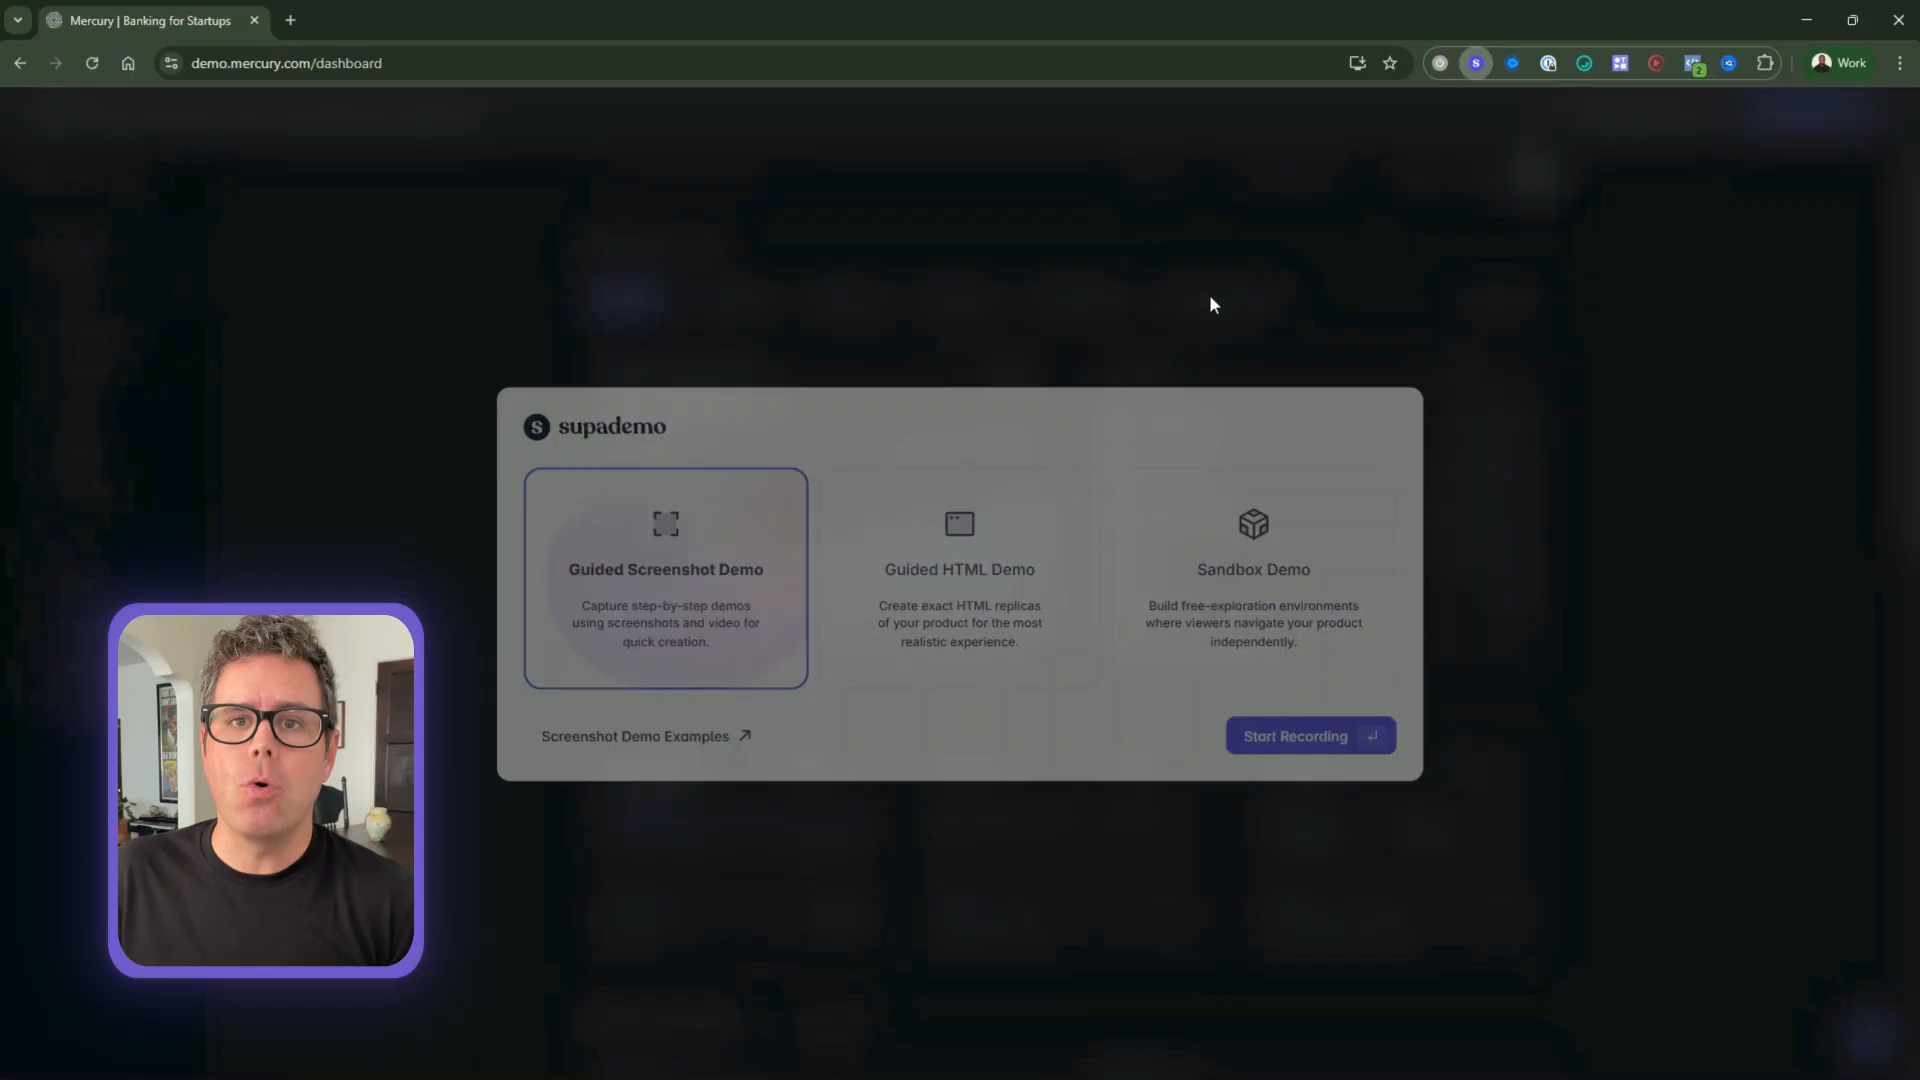 Mercury | Banking for Startups
demo.mercury.com/dashboard
2
Work
S supademo
Guided Screenshot Demo
Capture step-by-step demos
using screenshots and video for
quick creation.
Guided HTML Demo
Create exact HTML replicas
of your product for the most
realistic experience.
Sandbox Demo
Build free-exploration environments
where viewers navigate your product
independently.
Screenshot Demo Examples
Start Recording